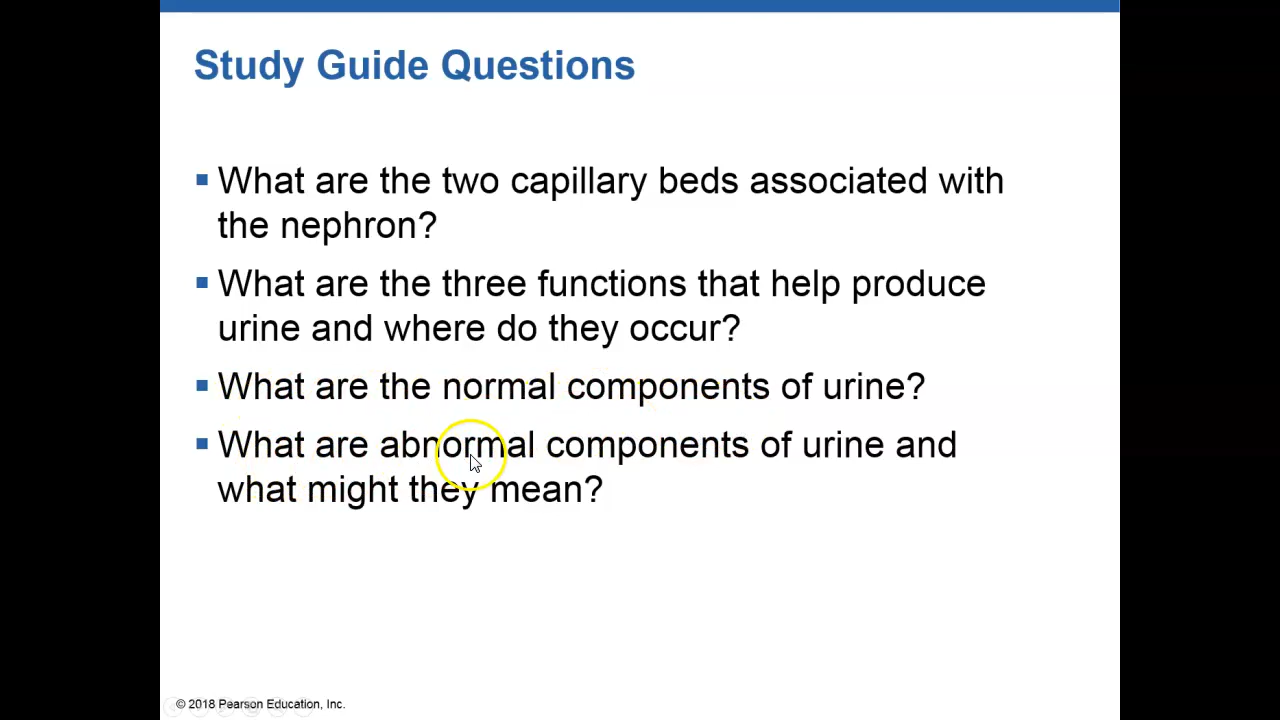 Study Guide Questions
▪ What are the two capillary beds associated with
the nephron?
▪ What are the three functions that help produce
urine and where do they occur?
▪ What are the normal components of urine?
▪ What are abnormal components of urine and
what might they mean?
© 2018 Pearson Education, Inc.